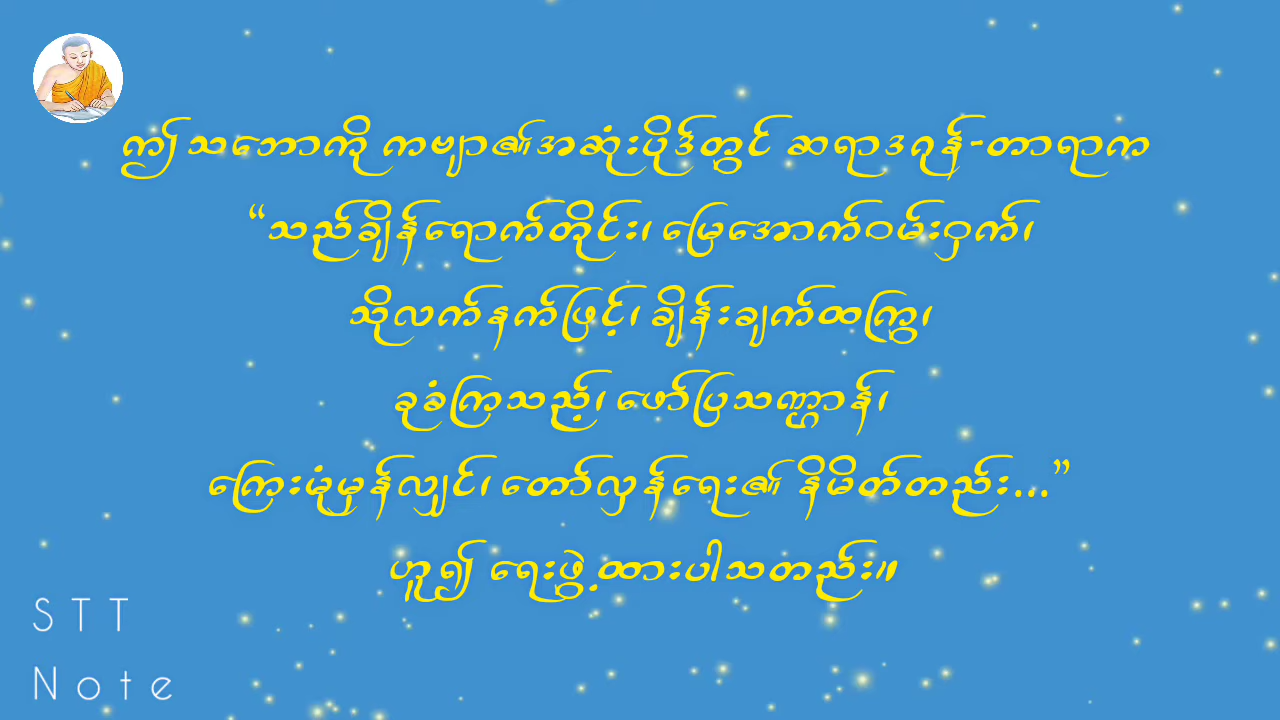 ဤသဘောကို ကဗျာ၏အဆုံးပိုဒ်တွင် ဆရာဒဂုန်-တာရာက
“သည်ချိန်ရောက်တိုင်း၊ မြေအောက်ဝမ်းဝှက်၊
သိုလက်နက်ဖြင့်၊ ချိန်းချက်ထကြွ၊
ခုခံကြသည့်၊ ဖော်ပြသဏ္ဌာန်၊
ကြေးမုံမှန်လျှင်၊ တော်လှန်ရေး၏ နိမိတ်တည်း...”
ဟူ၍ ရေးဖွဲ့ထားပါသတည်း။
STT
Note